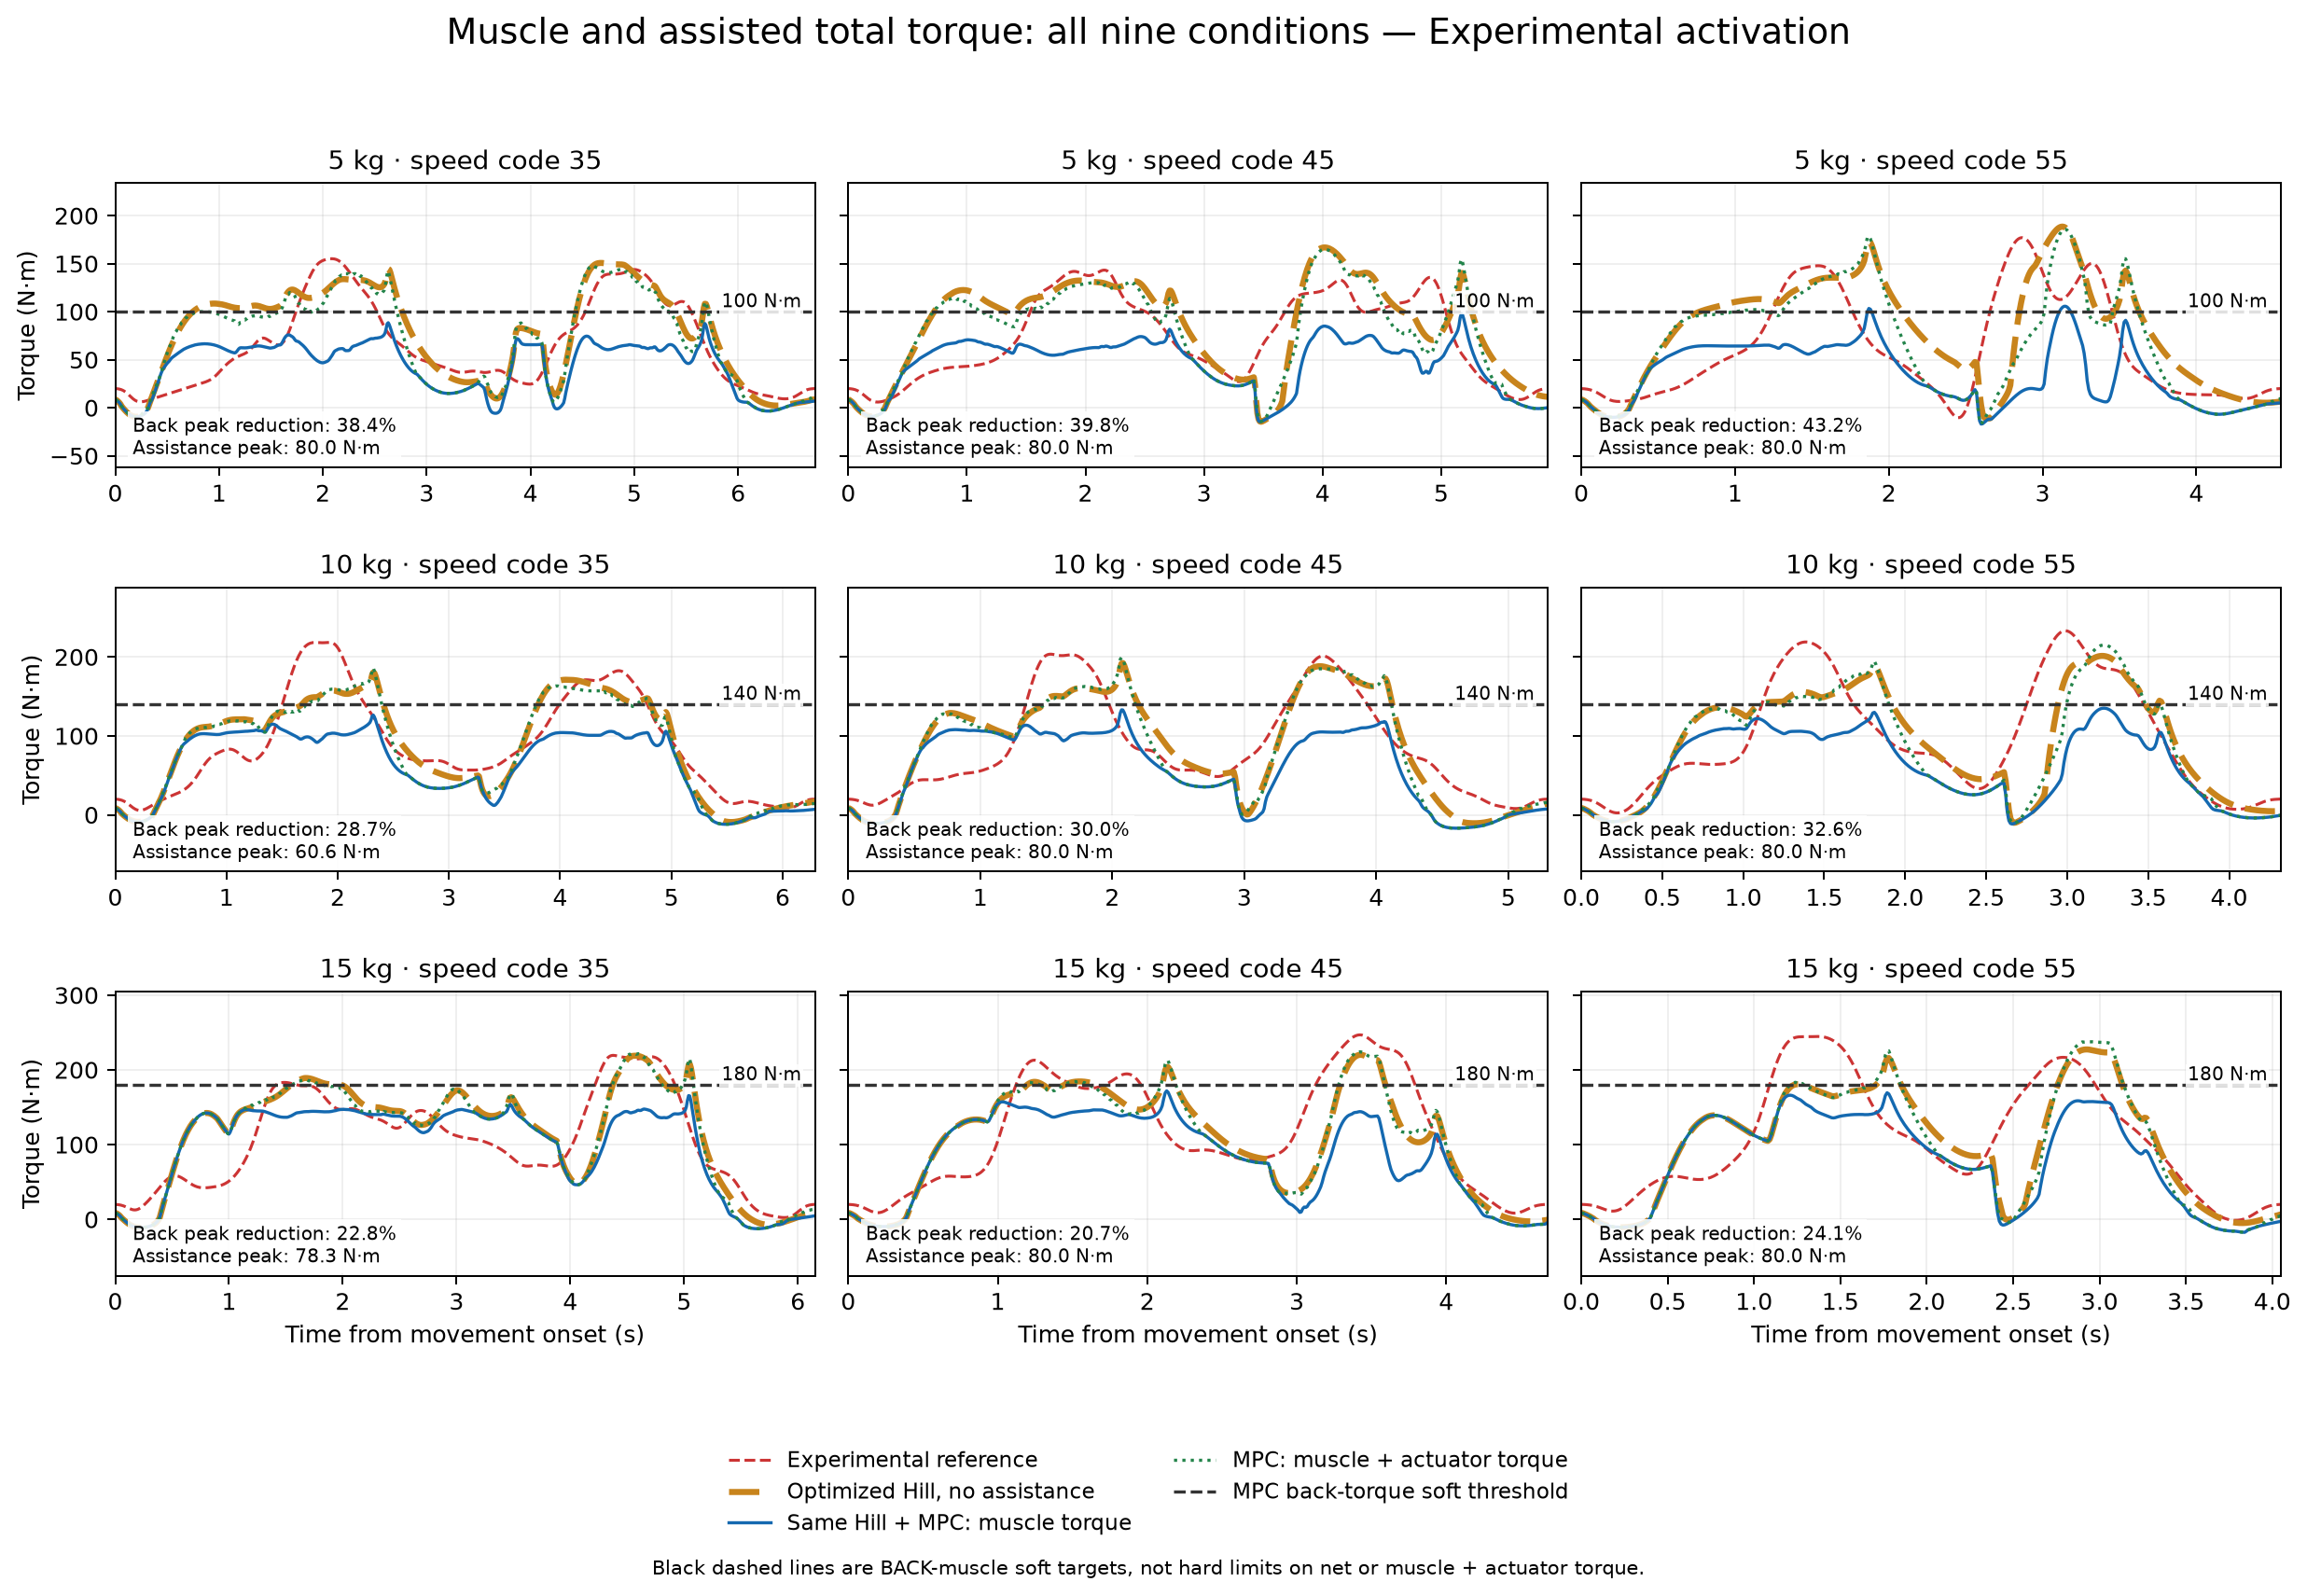 Muscle and assisted total torque: all nine conditions — Experimental activation
5 kg · speed code 35
5 kg · speed code 45
5 kg · speed code 55
Torque (N·m)
200
150
100
50
0
−50
100 N·m
100 N·m
100 N·m
Back peak reduction: 38.4%
Assistance peak: 80.0 N·m
Back peak reduction: 39.8%
Assistance peak: 80.0 N·m
Back peak reduction: 43.2%
Assistance peak: 80.0 N·m
0 1 2 3 4 5 6
0 1 2 3 4 5
0 1 2 3 4
10 kg · speed code 35
10 kg · speed code 45
10 kg · speed code 55
Torque (N·m)
200
100
0
140 N·m
140 N·m
140 N·m
Back peak reduction: 28.7%
Assistance peak: 60.6 N·m
Back peak reduction: 30.0%
Assistance peak: 80.0 N·m
Back peak reduction: 32.6%
Assistance peak: 80.0 N·m
0 1 2 3 4 5 6
0 1 2 3 4 5
0.0 0.5 1.0 1.5 2.0 2.5 3.0 3.5 4.0
15 kg · speed code 35
15 kg · speed code 45
15 kg · speed code 55
Torque (N·m)
300
200
100
0
180 N·m
180 N·m
180 N·m
Back peak reduction: 22.8%
Assistance peak: 78.3 N·m
Back peak reduction: 20.7%
Assistance peak: 80.0 N·m
Back peak reduction: 24.1%
Assistance peak: 80.0 N·m
0 1 2 3 4 5 6
0 1 2 3 4
0.0 0.5 1.0 1.5 2.0 2.5 3.0 3.5 4.0
Time from movement onset (s)
Time from movement onset (s)
Time from movement onset (s)
Experimental reference
Optimized Hill, no assistance
Same Hill + MPC: muscle torque
MPC: muscle + actuator torque
MPC back-torque soft threshold
Black dashed lines are BACK-muscle soft targets, not hard limits on net or muscle + actuator torque.